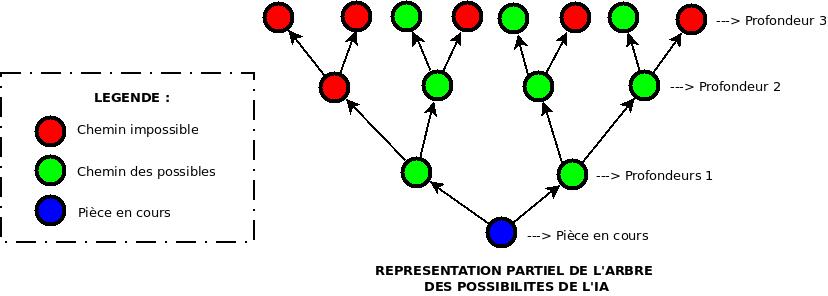 ---> Profondeur 3
---> Profondeur 2
LEGENDE :
Chemin impossible
Chemin des possibles
---> Profondeurs 1
Pièce en cours
---> Pièce en cours
REPRESENTATION PARTIEL DE L'ARBRE
DES POSSIBILITES DE L'IA